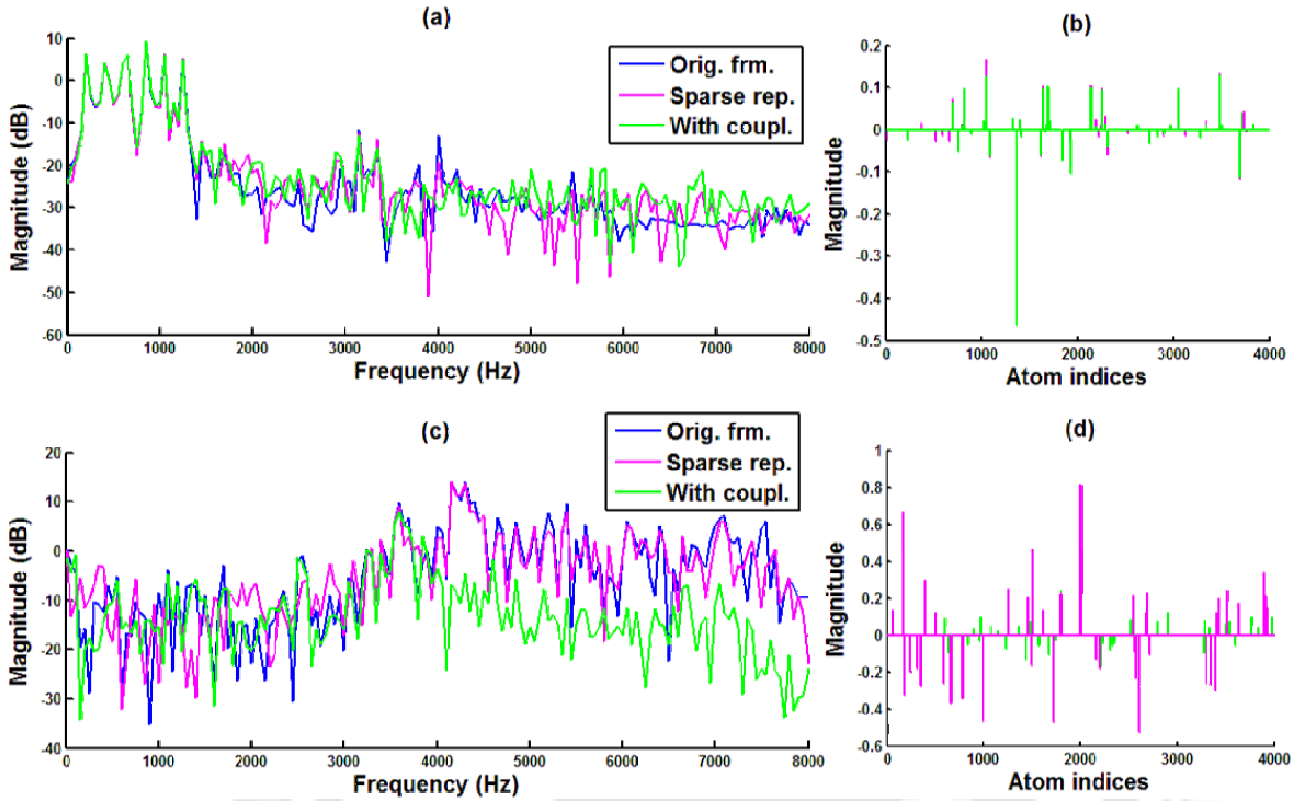 (a)
10
0
-10
-20
-30
-40
-50
-60
Magnitude (dB)
Orig. frm.
Sparse rep.
With coupl.
0 1000 2000 3000 4000 5000 6000 7000 8000
Frequency (Hz)
(b)
0.2
0.1
0
-0.1
-0.2
-0.3
-0.4
-0.5
Magnitude
1000 2000 3000 4000
Atom indices
(c)
20
10
0
-10
-20
-30
-40
Magnitude (dB)
Orig. frm.
Sparse rep.
With coupl.
0 1000 2000 3000 4000 5000 6000 7000 8000
Frequency (Hz)
(d)
1
0.8
0.6
0.4
0.2
0
-0.2
-0.4
-0.6
Magnitude
0 1000 2000 3000 4000
Atom indices